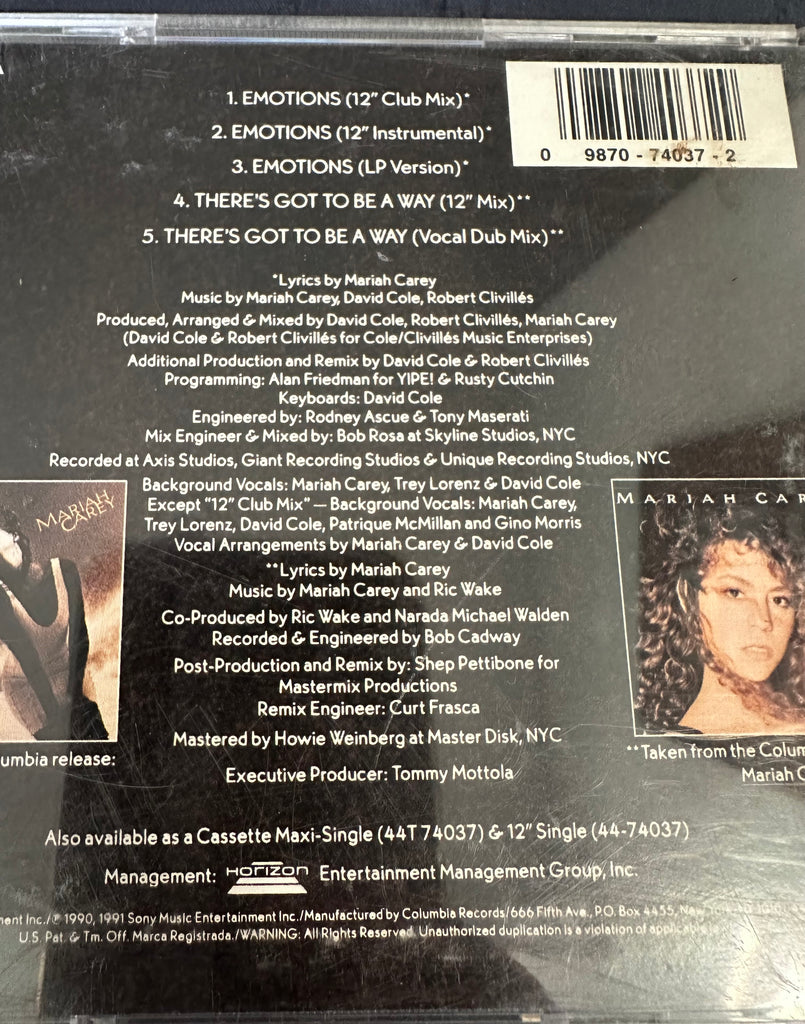 1. EMOTIONS (12" Club Mix)*
2. EMOTIONS (12" Instrumental)*
3. EMOTIONS (LP Version)*
4. THERE'S GOT TO BE A WAY (12" Mix)**
5. THERE'S GOT TO BE A WAY (Vocal Dub Mix)**
0 9870 - 74037 - 2
*Lyrics by Mariah Carey
Music by Mariah Carey, David Cole, Robert Clivillés
Produced, Arranged & Mixed by David Cole, Robert Clivillés, Mariah Carey
(David Cole & Robert Clivillés for Cole/Clivillés Music Enterprises)
Additional Production and Remix by David Cole & Robert Clivillés
Programming: Alan Friedman for YIPE! & Rusty Cutchin
Keyboards: David Cole
Engineered by: Rodney Ascue & Tony Maserati
Mix Engineer & Mixed by: Bob Rosa at Skyline Studios, NYC
Recorded at Axis Studios, Giant Recording Studios & Unique Recording Studios, NYC
Background Vocals: Mariah Carey, Trey Lorenz & David Cole
Except "12" Club Mix" — Background Vocals: Mariah Carey,
Trey Lorenz, David Cole, Patrique McMillan and Gino Morris
Vocal Arrangements by Mariah Carey & David Cole
**Lyrics by Mariah Carey
Music by Mariah Carey and Ric Wake
Co-Produced by Ric Wake and Narada Michael Walden
Recorded & Engineered by Bob Cadway
Post-Production and Remix by: Shep Pettibone for
Mastermix Productions
Remix Engineer: Curt Frasca
Mastered by Howie Weinberg at Master Disk, NYC
Executive Producer: Tommy Mottola
MARIAH
CAREY
umbia release:
MARIAH CAR
**Taken from the Colum
Mariah C
Also available as a Cassette Maxi-Single (44T 74037) & 12" Single (44-74037)
Management: HORIZON Entertainment Management Group, Inc.
ent Inc./℗ 1990, 1991 Sony Music Entertainment Inc./Manufactured by Columbia Records/666 Fifth Ave., P.O. Box 4455,
U.S. Pat. & Tm. Off. Marca Registrada./WARNING: All Rights Reserved. Unauthorized duplication is a violation of applicable